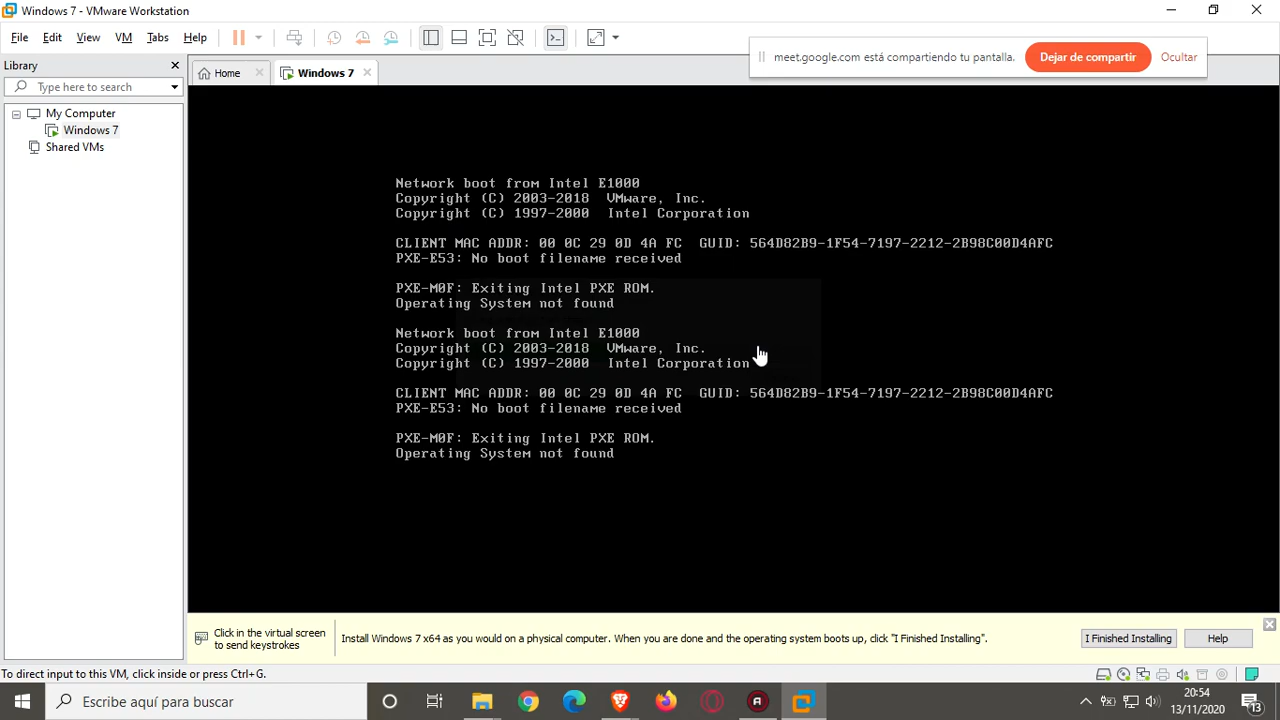 Windows 7 - VMware Workstation
File Edit View VM Tabs Help
meet.google.com está compartiendo tu pantalla. Dejar de compartir Ocultar
Library
Home
Windows 7
Type here to search
My Computer
Windows 7
Shared VMs
Network boot from Intel E1000
Copyright (C) 2003-2018 VMware, Inc.
Copyright (C) 1997-2000 Intel Corporation
CLIENT MAC ADDR: 00 0C 29 0D 4A FC GUID: 564D82B9-1F54-7197-2212-2B98C00D4AFC
PXE-E53: No boot filename received
PXE-M0F: Exiting Intel PXE ROM.
Operating System not found
Network boot from Intel E1000
Copyright (C) 2003-2018 VMware, Inc.
Copyright (C) 1997-2000 Intel Corporation
CLIENT MAC ADDR: 00 0C 29 0D 4A FC GUID: 564D82B9-1F54-7197-2212-2B98C00D4AFC
PXE-E53: No boot filename received
PXE-M0F: Exiting Intel PXE ROM.
Operating System not found
Click in the virtual screen
to send keystrokes
Install Windows 7 x64 as you would on a physical computer. When you are done and the operating system boots up, click "I Finished Installing".
I Finished Installing
Help
To direct input to this VM, click inside or press Ctrl+G.
Escribe aquí para buscar
20:54
13/11/2020
13